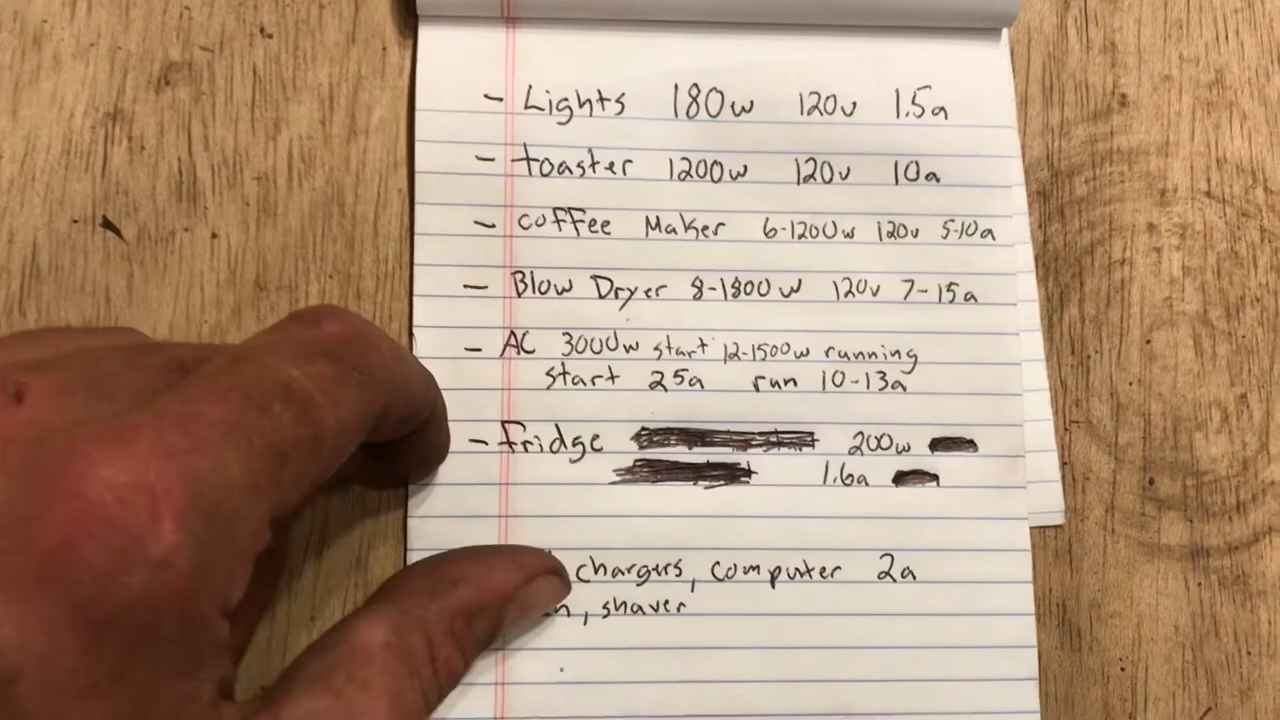 - Lights 180w 120v 1.5a
- toaster 1200w 120v 10a
- coffee Maker 6-1200w 120v 5-10a
- Blow Dryer 8-1800w 120v 7-15a
- AC 3000w start 12-1500w running
start 25a run 10-13a
- fridge 200w
1.6a
chargers, computer 2a
, shaver